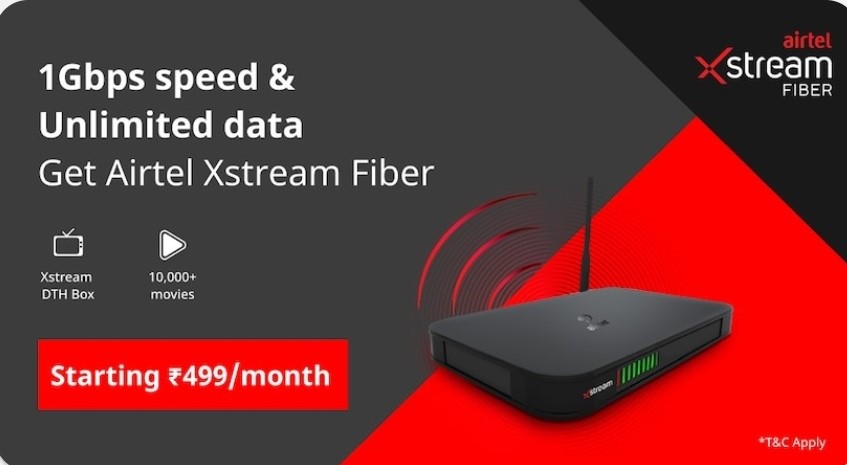 1Gbps speed &
Unlimited data
Get Airtel Xstream Fiber
airtel
Xstream
FIBER
Xstream
DTH Box
10,000+
movies
Starting ₹499/month
Xstream
*T&C Apply